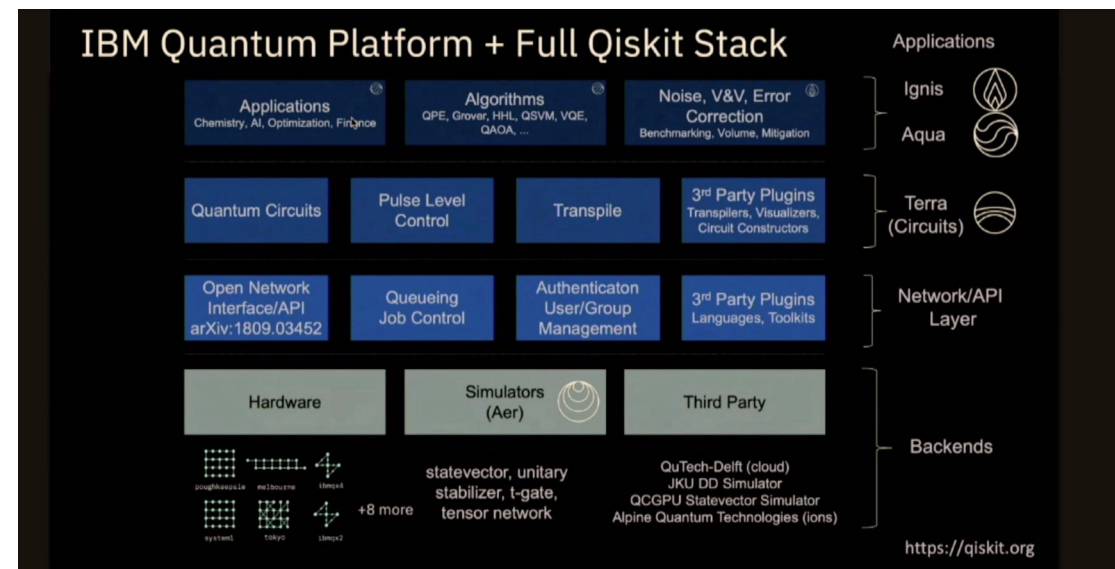 IBM Quantum Platform + Full Qiskit Stack
Applications
Applications
Chemistry, AI, Optimization, Finance
Algorithms
QPE, Grover, HHL, QSVM, VQE,
QAOA, ...
Noise, V&V, Error
Correction
Benchmarking, Volume, Mitigation
Ignis
Aqua
Quantum Circuits
Pulse Level
Control
Transpile
3rd Party Plugins
Transpilers, Visualizers,
Circuit Constructors
Terra
(Circuits)
Open Network
Interface/API
arXiv:1809.03452
Queueing
Job Control
Authenticaton
User/Group
Management
3rd Party Plugins
Languages, Toolkits
Network/API
Layer
Hardware
Simulators
(Aer)
Third Party
Backends
poughkeepsie
melbourne
ibmqx4
system1
tokyo
ibmqx2
+8 more
statevector, unitary
stabilizer, t-gate,
tensor network
QuTech-Delft (cloud)
JKU DD Simulator
QCGPU Statevector Simulator
Alpine Quantum Technologies (ions)
https://qiskit.org